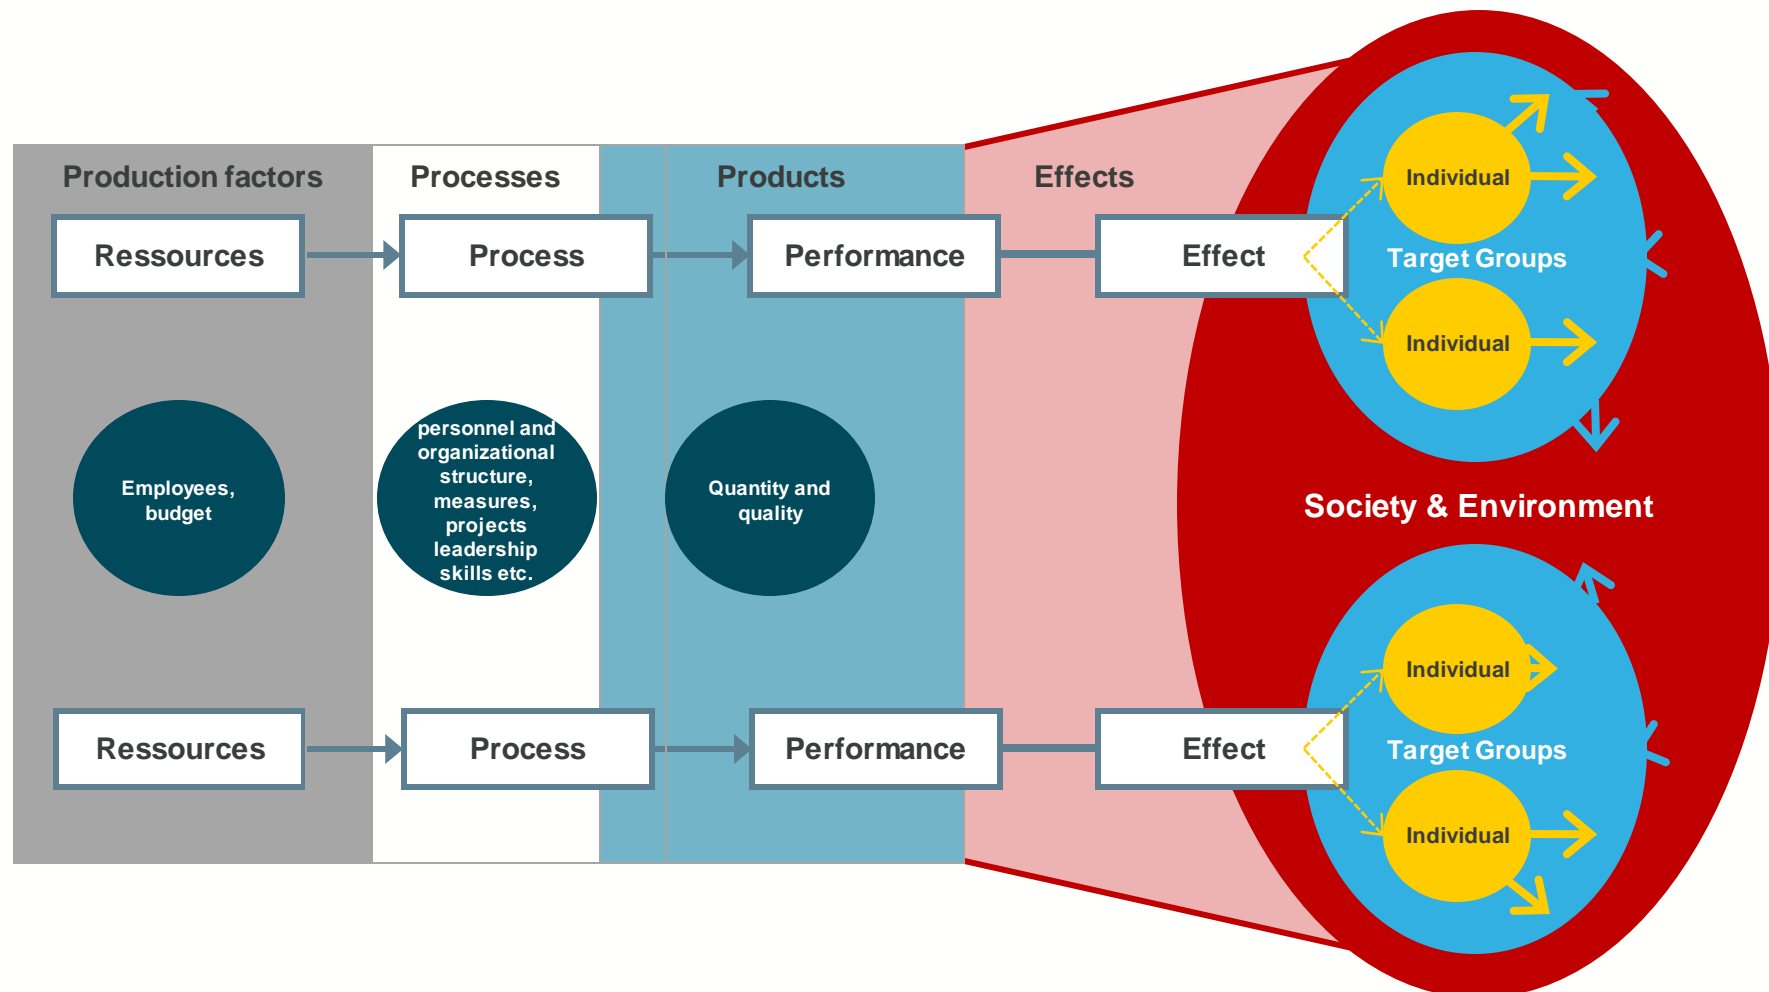 Production factors
Processes
Products
Effects
Individual
Ressources
Process
Performance
Effect
Target Groups
Individual
Employees,
budget
personnel and
organizational
structure,
measures,
projects
leadership
skills etc.
Quantity and
quality
Society & Environment
Individual
Ressources
Process
Performance
Effect
Target Groups
Individual